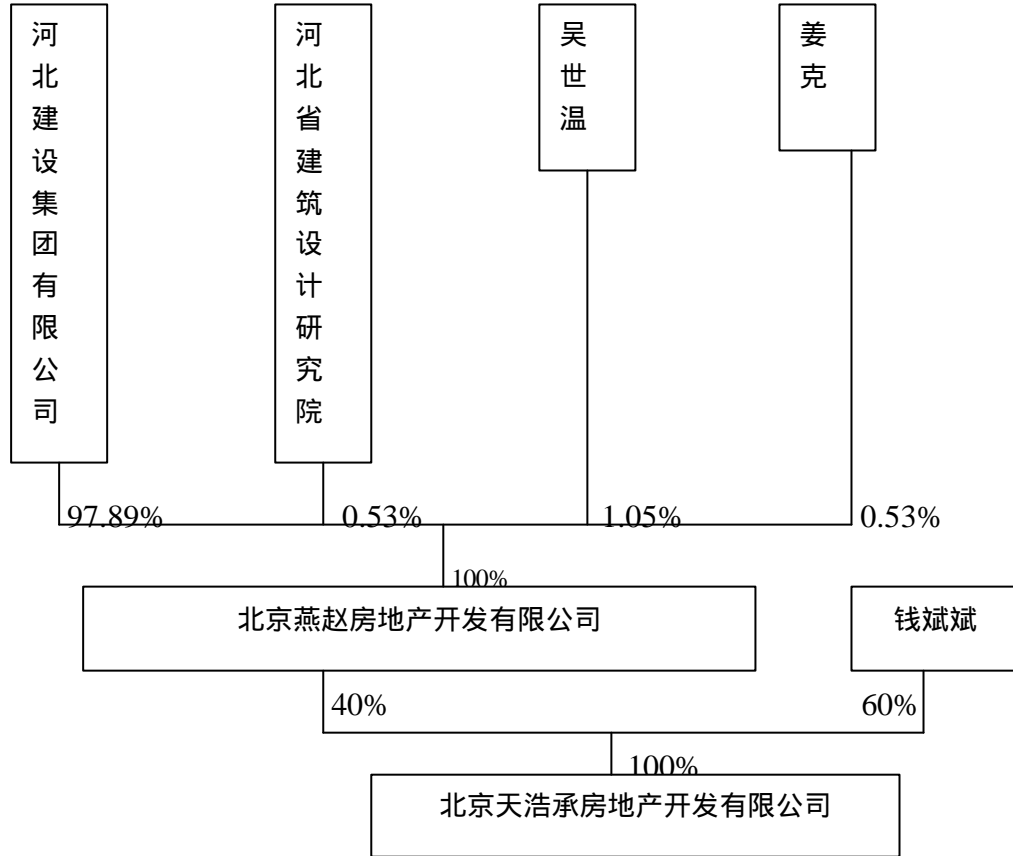 河北建设集团有限公司
河北省建筑设计研究院
吴世温
姜克
97.89%
0.53%
1.05%
0.53%
100%
北京燕赵房地产开发有限公司
钱斌斌
40%
60%
100%
北京天浩承房地产开发有限公司